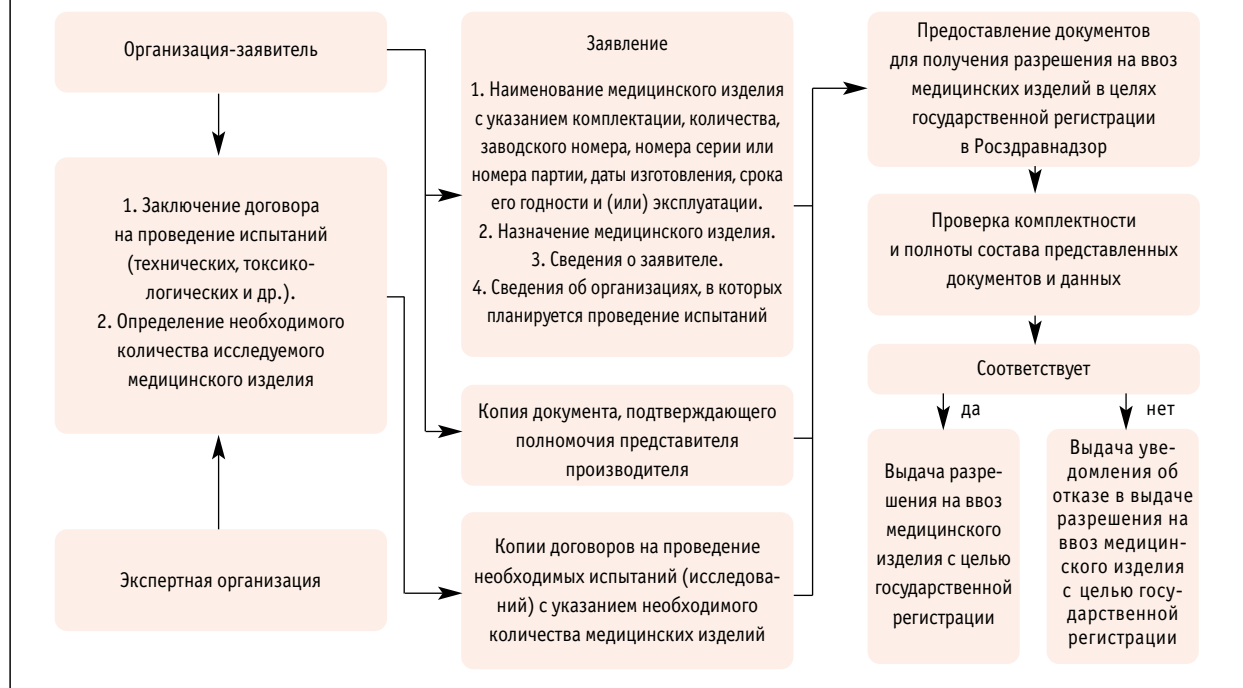 Организация-заявитель
1. Заключение договора
на проведение испытаний
(технических, токсико-
логических и др.).
2. Определение необходимого
количества исследуемого
медицинского изделия
Экспертная организация
Заявление
1. Наименование медицинского изделия
с указанием комплектации, количества,
заводского номера, номера серии или
номера партии, даты изготовления, срока
его годности и (или) эксплуатации.
2. Назначение медицинского изделия.
3. Сведения о заявителе.
4. Сведения об организациях, в которых
планируется проведение испытаний
Копия документа, подтверждающего
полномочия представителя
производителя
Копии договоров на проведение
необходимых испытаний (исследова-
ний) с указанием необходимого
количества медицинских изделий
Предоставление документов
для получения разрешения на ввоз
медицинских изделий в целях
государственной регистрации
в Росздравнадзор
Проверка комплектности
и полноты состава представленных
документов и данных
Соответствует
да
нет
Выдача разре-
шения на ввоз
медицинского
изделия с целью
государственной
регистрации
Выдача уве-
домления об
отказе в выдаче
разрешения на
ввоз медицин-
ского изделия
с целью госу-
дарственной
регистрации